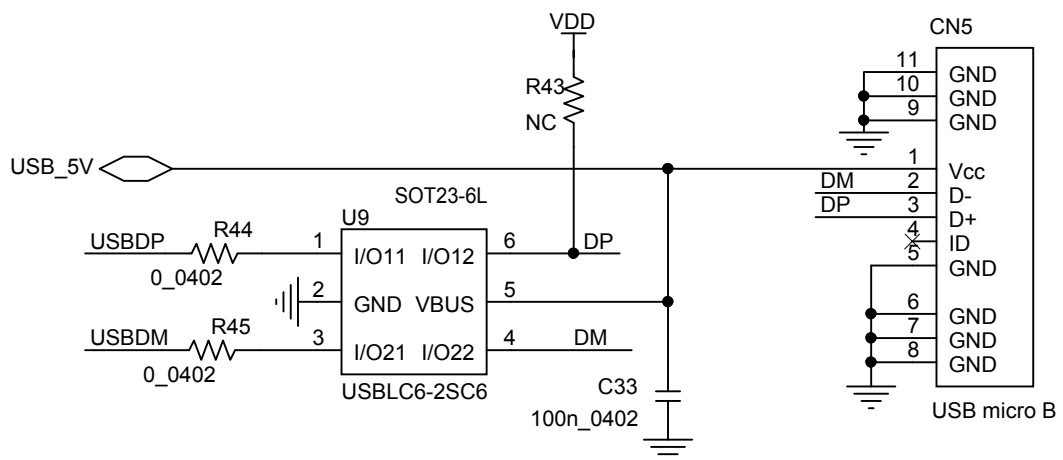 VDD
CN5
R43
NC
11 GND
10 GND
9 GND
USB_5V
1 Vcc
DM 2 D-
DP 3 D+
4 ID
5 GND
6 GND
7 GND
8 GND
USB micro B
SOT23-6L
U9
USBDP R44 1 I/O11 I/O12 6 DP
0_0402
2 GND VBUS 5
USBDM R45 3 I/O21 I/O22 4 DM
0_0402
USBLC6-2SC6
C33
100n_0402